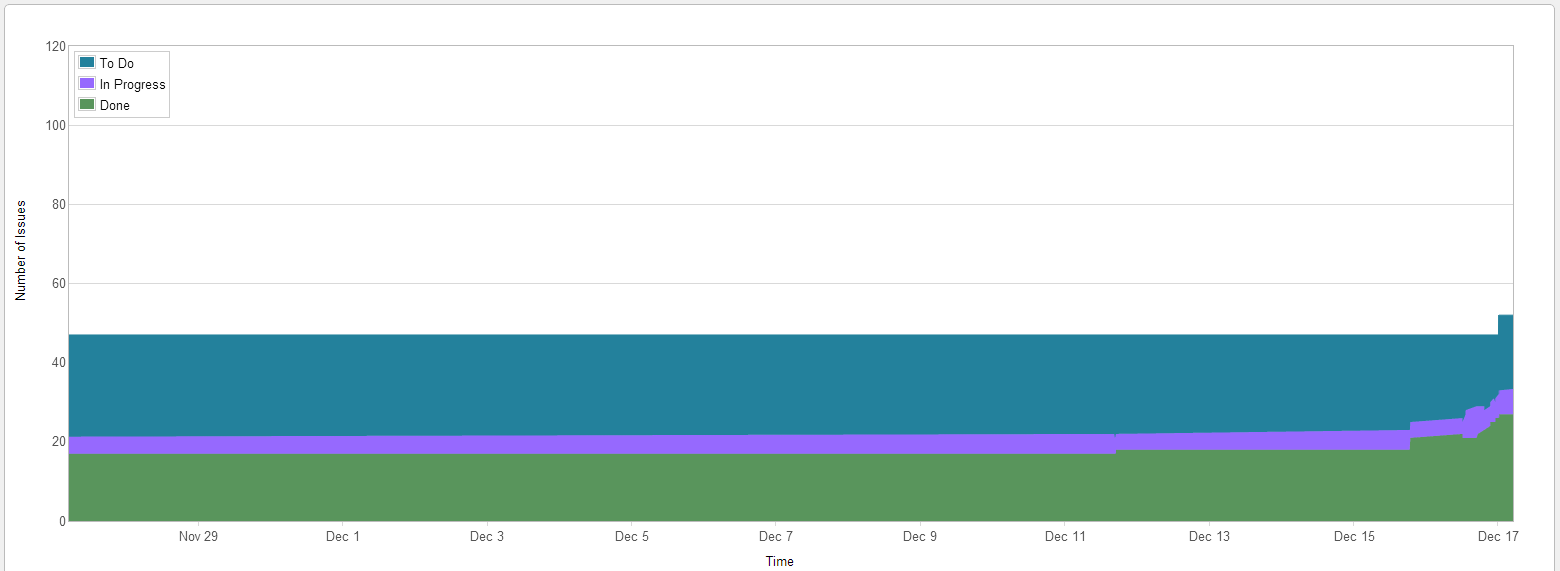 120
To Do
In Progress
Done
100
80
Number of Issues
60
40
20
0
Nov 29 Dec 1 Dec 3 Dec 5 Dec 7 Dec 9 Dec 11 Dec 13 Dec 15 Dec 17
Time